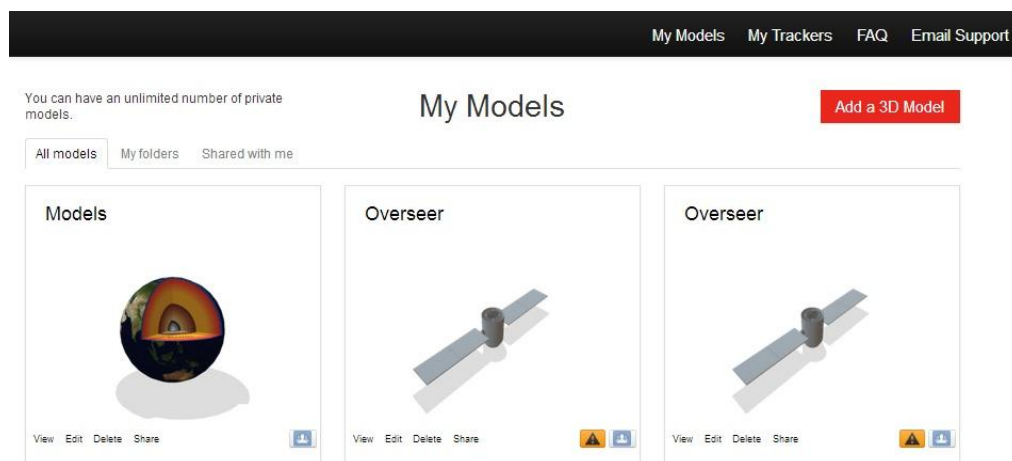 My Models My Trackers FAQ Email Support
You can have an unlimited number of private
models.
My Models
Add a 3D Model
All models My folders Shared with me
Models
Overseer
Overseer
View Edit Delete Share
View Edit Delete Share
View Edit Delete Share